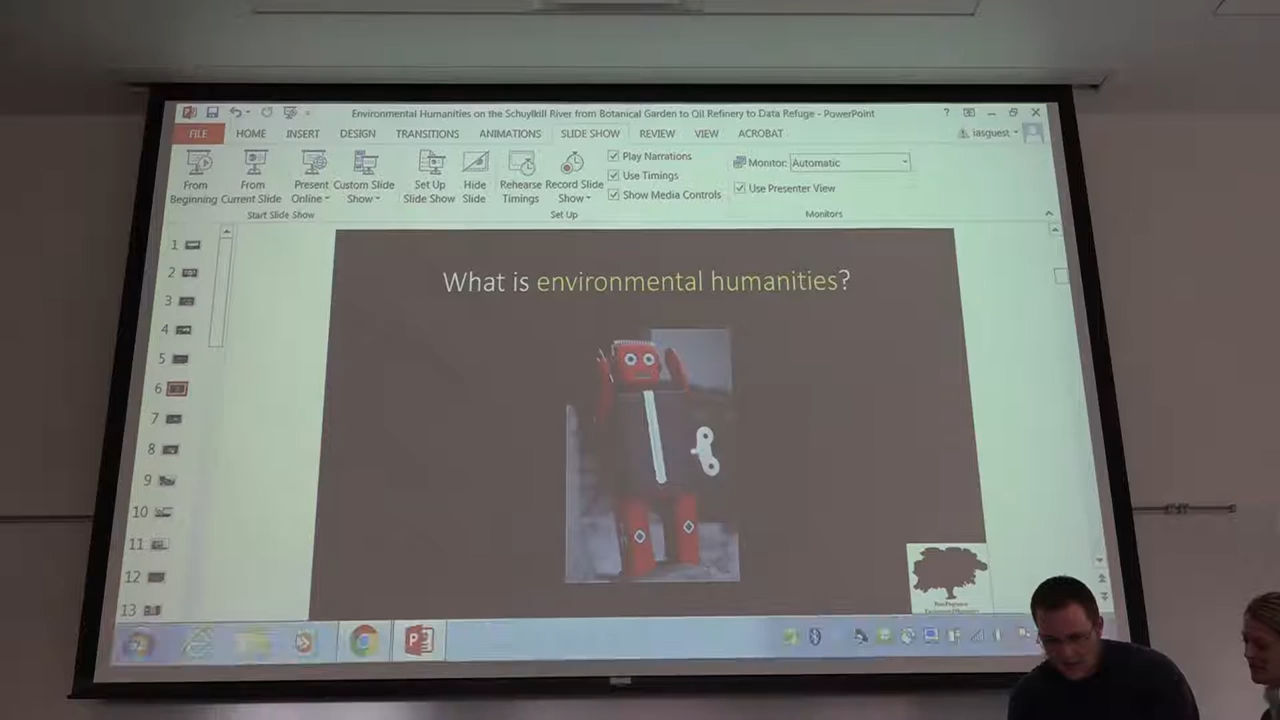 Environmental Humanities on the Schuylkill River from Botanical Garden to Oil Refinery to Data Refuge - PowerPoint
?
FILE HOME INSERT DESIGN TRANSITIONS ANIMATIONS SLIDE SHOW REVIEW VIEW ACROBAT
iasguest
From Beginning
From Current Slide
Present Online
Custom Slide Show
Set Up Slide Show
Hide Slide
Rehearse Timings
Record Slide Show
Play Narrations
Use Timings
Show Media Controls
Monitor: Automatic
Use Presenter View
Start Slide Show
Set Up
Monitors
1
2
3
4
5
6
7
8
9
10
11
12
13
What is environmental humanities?